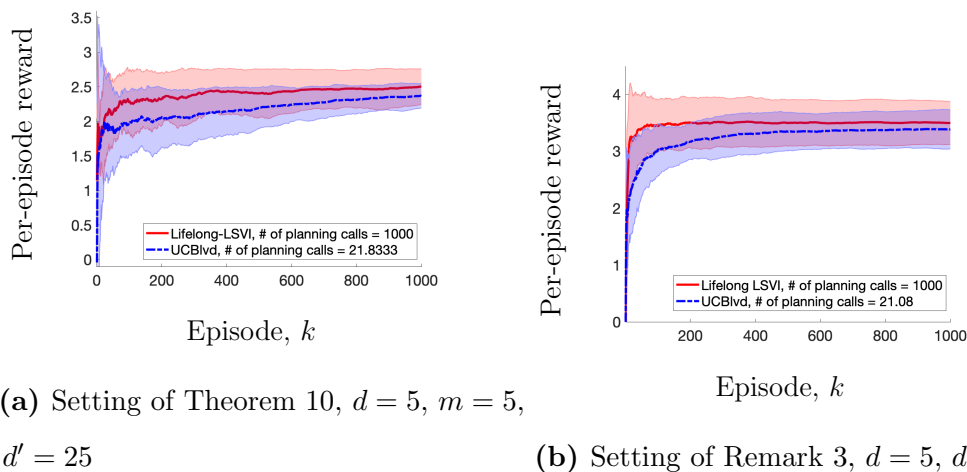 Per-episode reward
3.5
3
2.5
2
1.5
1
0.5
0
Lifelong-LSVI, # of planning calls = 1000
UCBlvd, # of planning calls = 21.8333
0 200 400 600 800 1000
Episode, k
(a) Setting of Theorem 10, d = 5, m = 5,
d′ = 25
Per-episode reward
4
3
2
1
0
Lifelong LSVI, # of planning calls = 1000
UCBlvd, # of planning calls = 21.08
200 400 600 800 1000
Episode, k
(b) Setting of Remark 3, d = 5, d